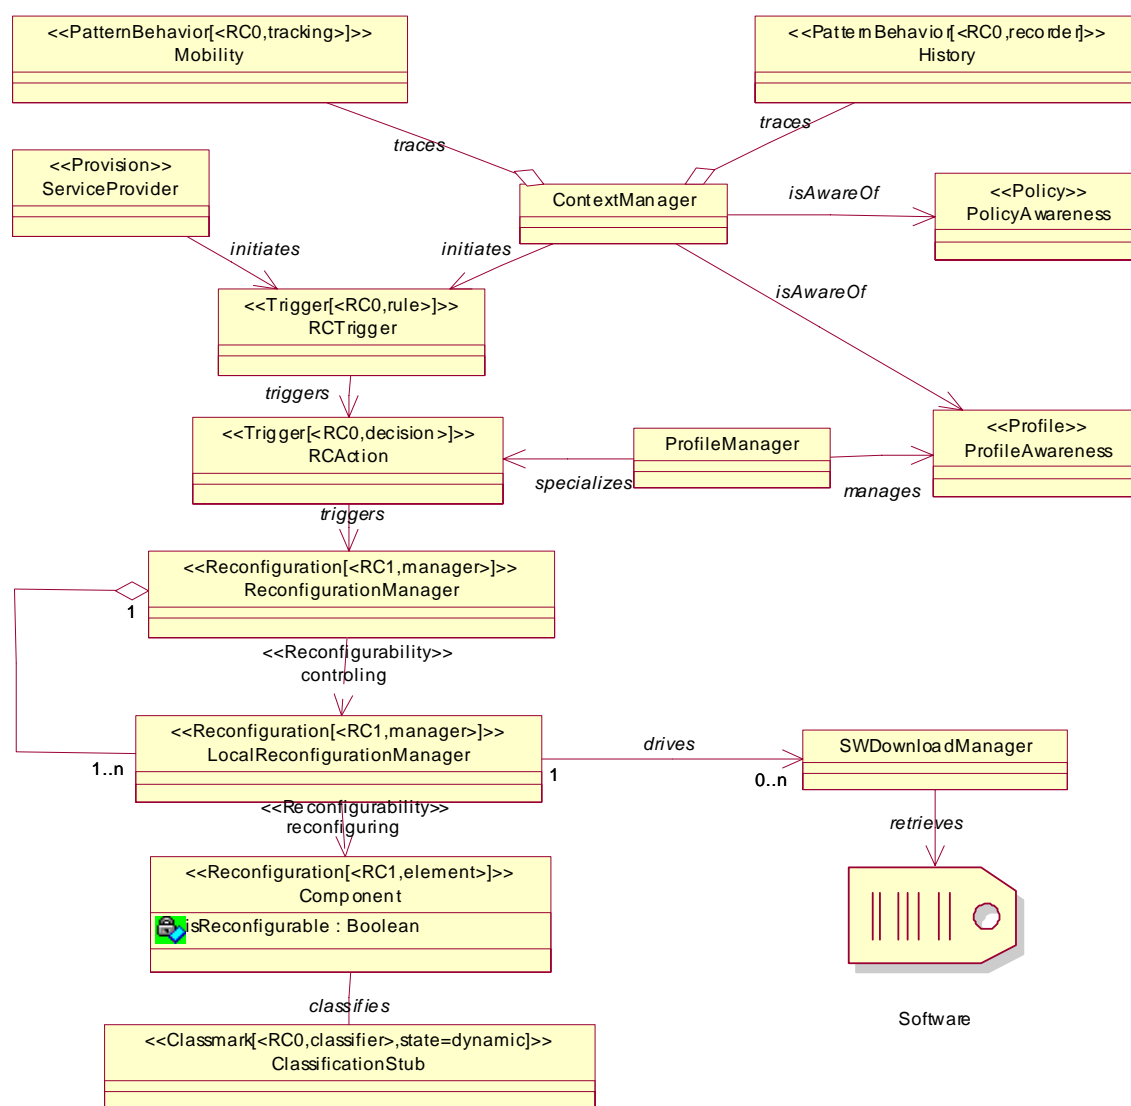 <<PatternBehavior[<RC0,tracking>]>>
Mobility
<<PatternBehavior[<RC0,recorder]>>
History
traces
traces
<<Provision>>
ServiceProvider
ContextManager
isAwareOf
<<Policy>>
PolicyAwareness
initiates
initiates
isAwareOf
<<Trigger[<RC0,rule>]>>
RCTrigger
triggers
<<Trigger[<RC0,decision>]>>
RCAction
ProfileManager
<<Profile>>
ProfileAwareness
specializes
manages
triggers
<<Reconfiguration[<RC1,manager>]>>
ReconfigurationManager
1
<<Reconfigurability>>
controling
<<Reconfiguration[<RC1,manager>]>>
LocalReconfigurationManager
1..n
1
drives
0..n
SWDownloadManager
<<Reconfigurability>>
reconfiguring
retrieves
<<Reconfiguration[<RC1,element>]>>
Component
isReconfigurable : Boolean
classifies
Software
<<Classmark[<RC0,classifier>,state=dynamic]>>
ClassificationStub